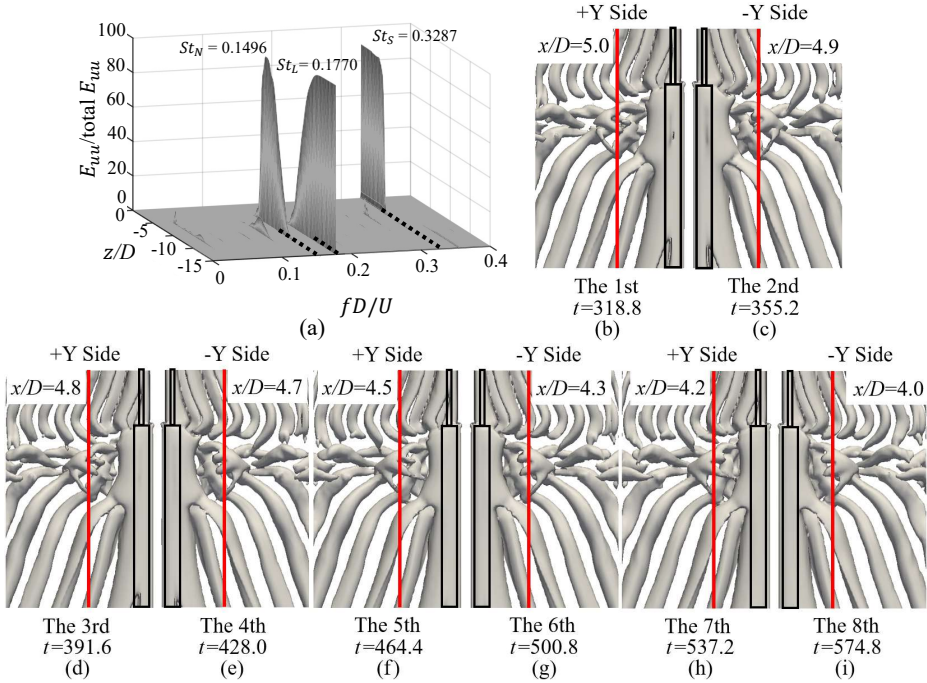 100
80
60
40
20
0
E_uu/total E_uu
St_N = 0.1496
St_L = 0.1770
St_S = 0.3287
0
-5
-10
-15
z/D
0
0.1
0.2
0.3
0.4
fD/U
(a)
+Y Side
x/D=5.0
The 1st
t=318.8
(b)
-Y Side
x/D=4.9
The 2nd
t=355.2
(c)
+Y Side
x/D=4.8
The 3rd
t=391.6
(d)
-Y Side
x/D=4.7
The 4th
t=428.0
(e)
+Y Side
x/D=4.5
The 5th
t=464.4
(f)
-Y Side
x/D=4.3
The 6th
t=500.8
(g)
+Y Side
x/D=4.2
The 7th
t=537.2
(h)
-Y Side
x/D=4.0
The 8th
t=574.8
(i)